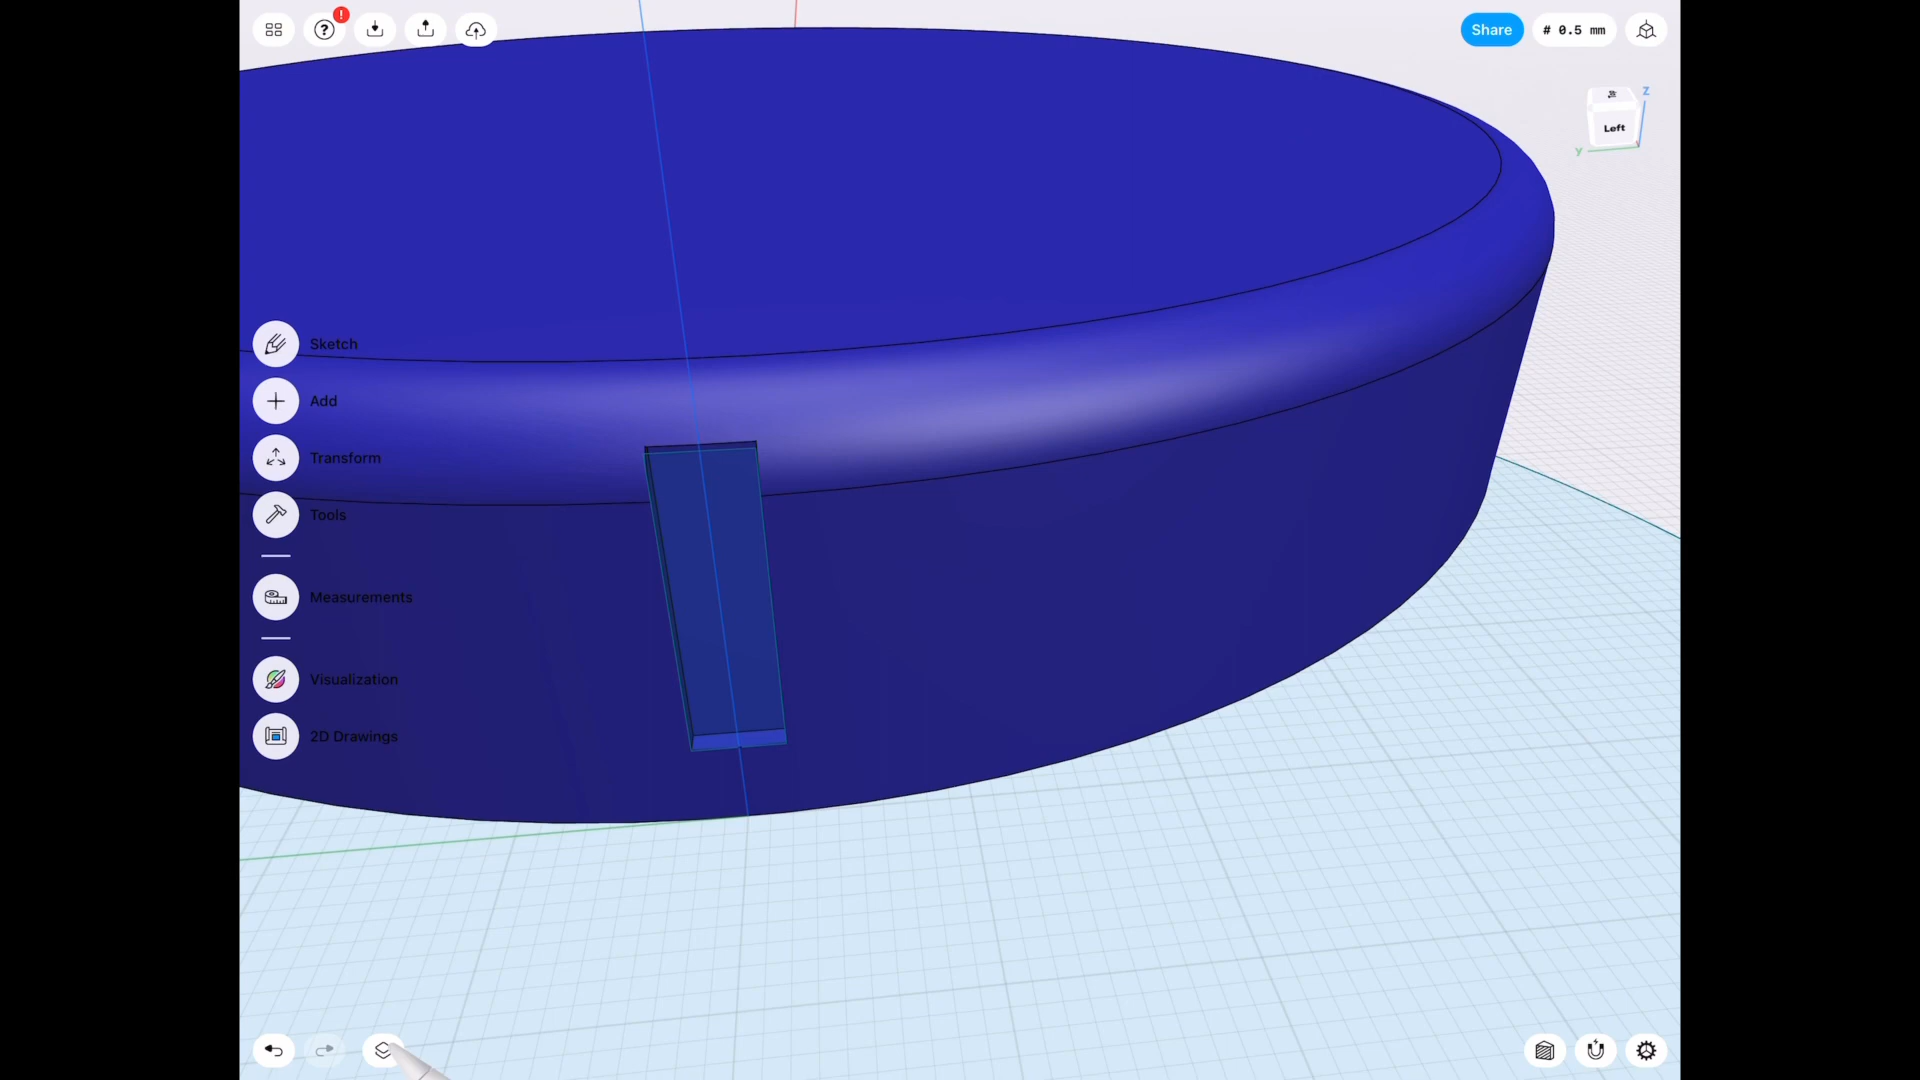 Share
# 0.5 mm
Z
Left
Y
Sketch
Add
Transform
Tools
Measurements
Visualization
2D Drawings